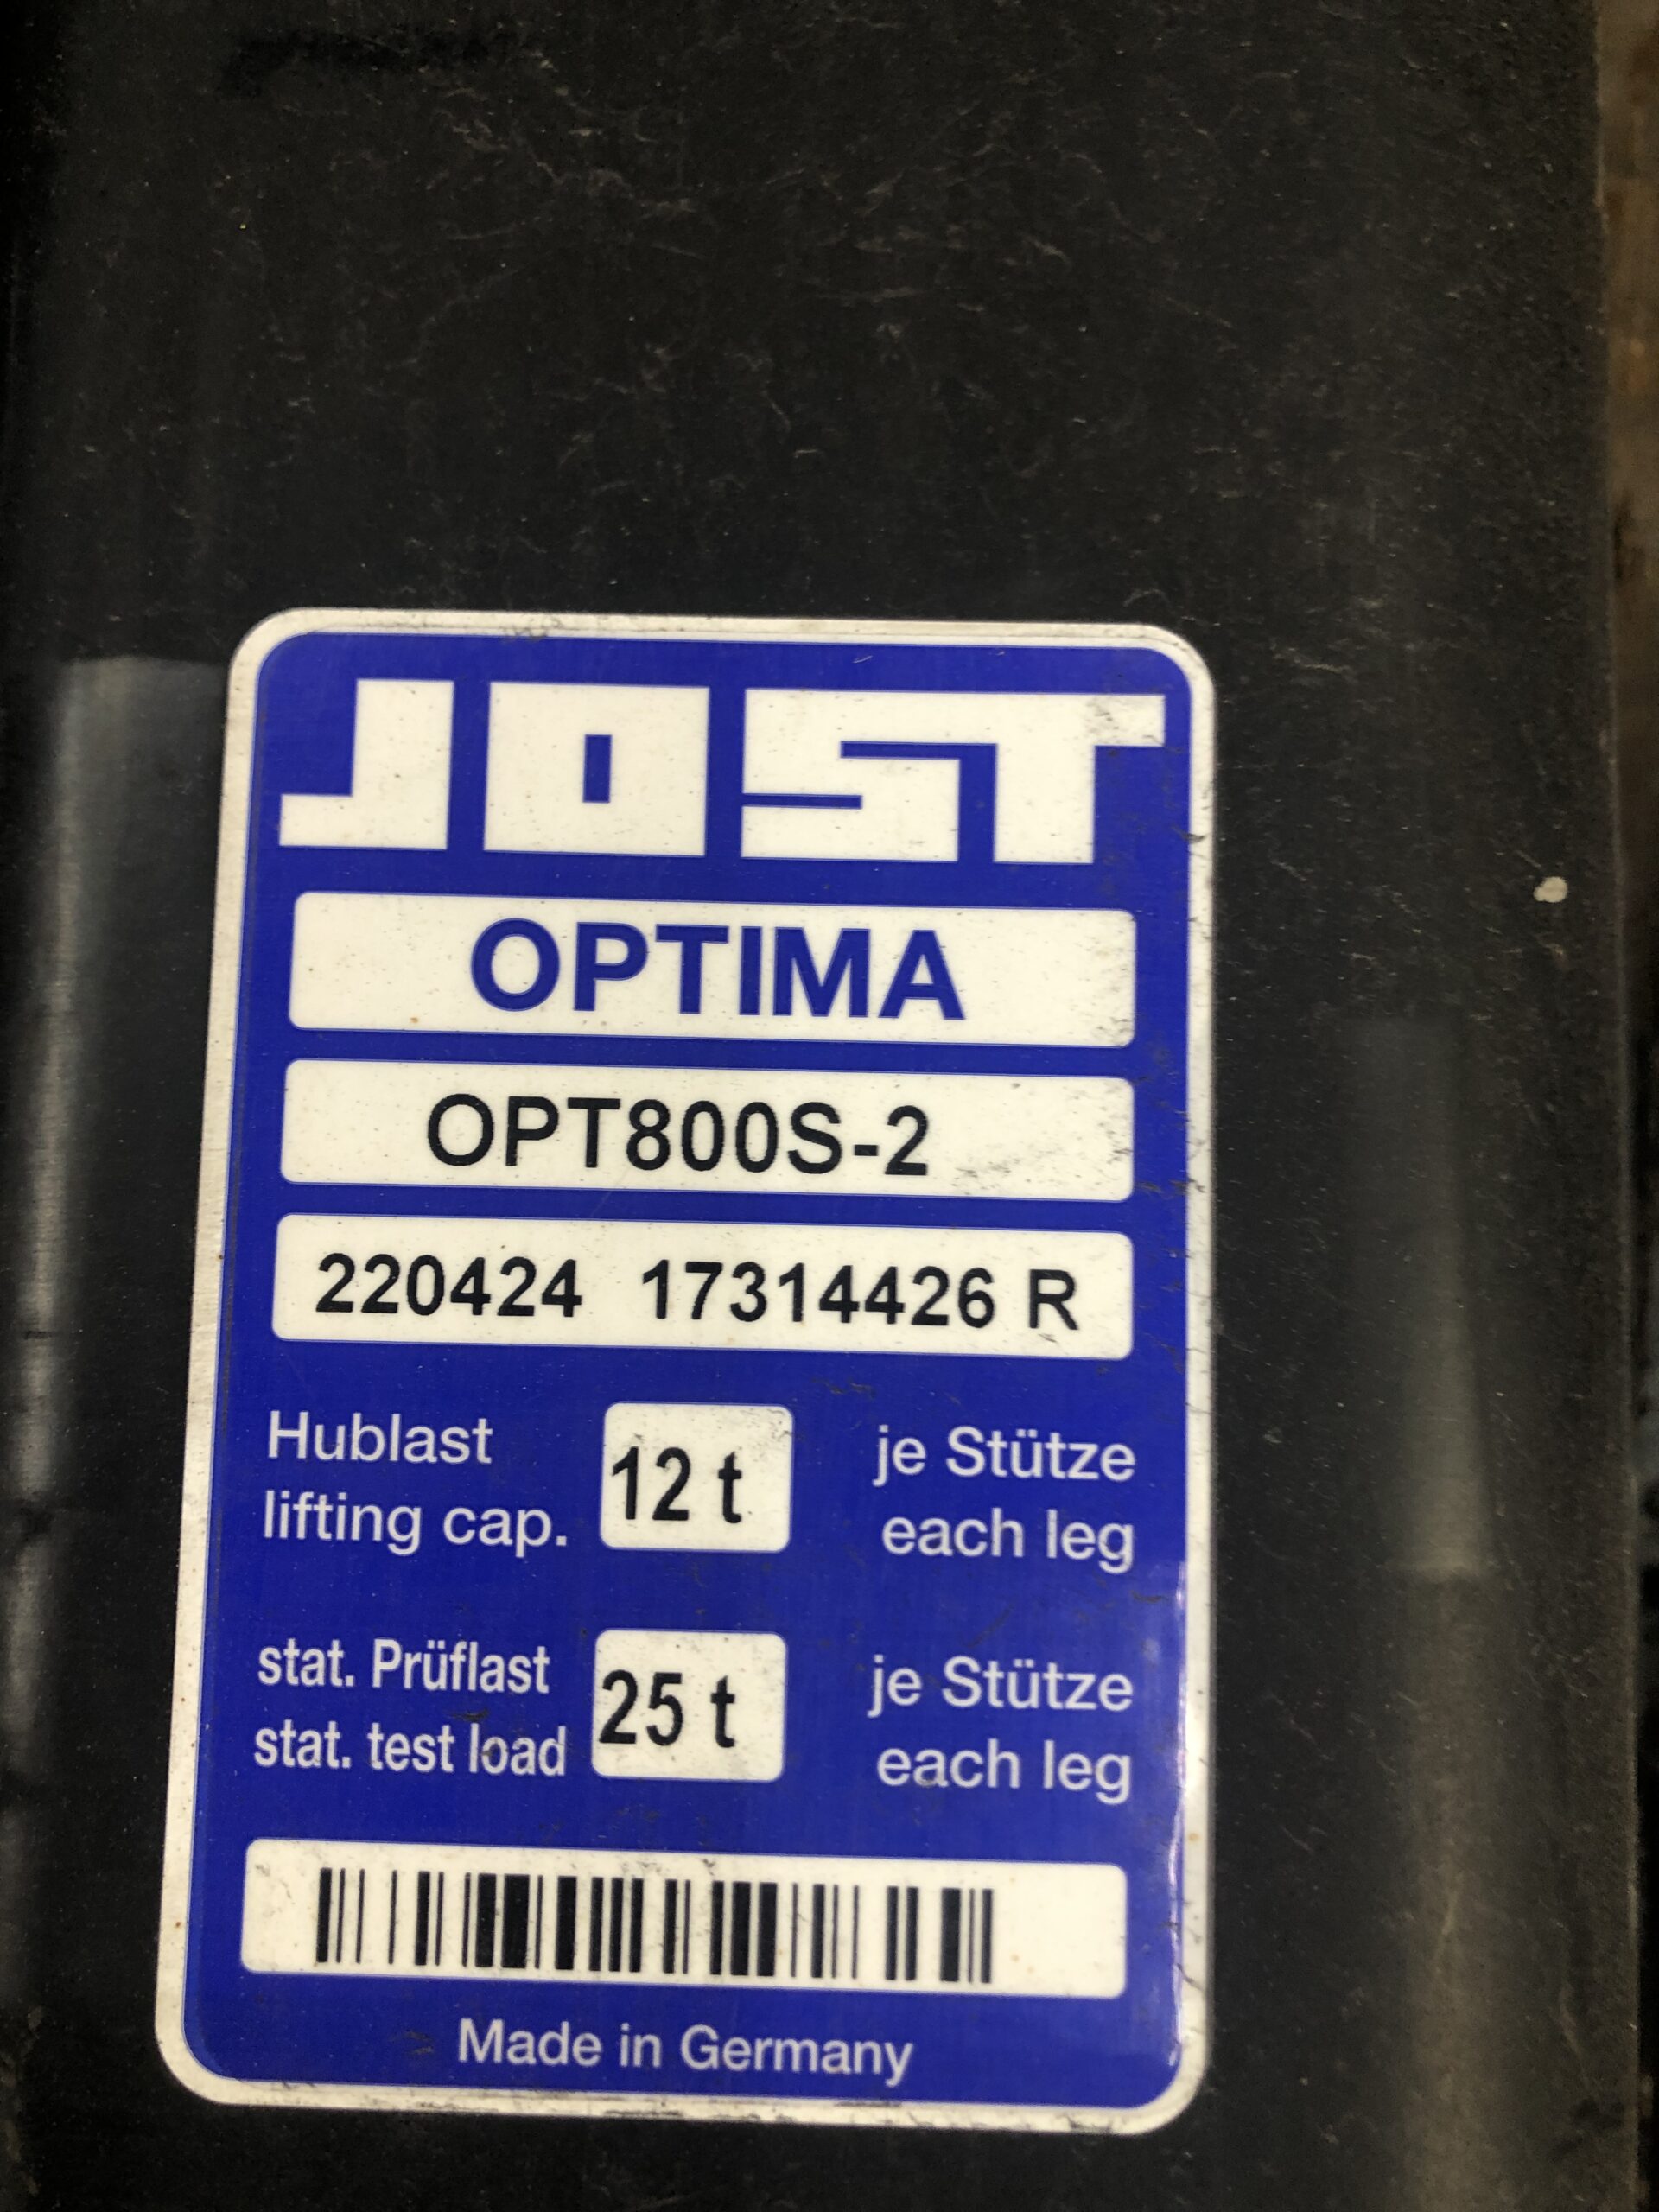 JOST
OPTIMA
OPT800S-2
220424 17314426 R
Hublast 12 t je Stütze
lifting cap. each leg
stat. Prüflast 25 t je Stütze
stat. test load each leg
Made in Germany